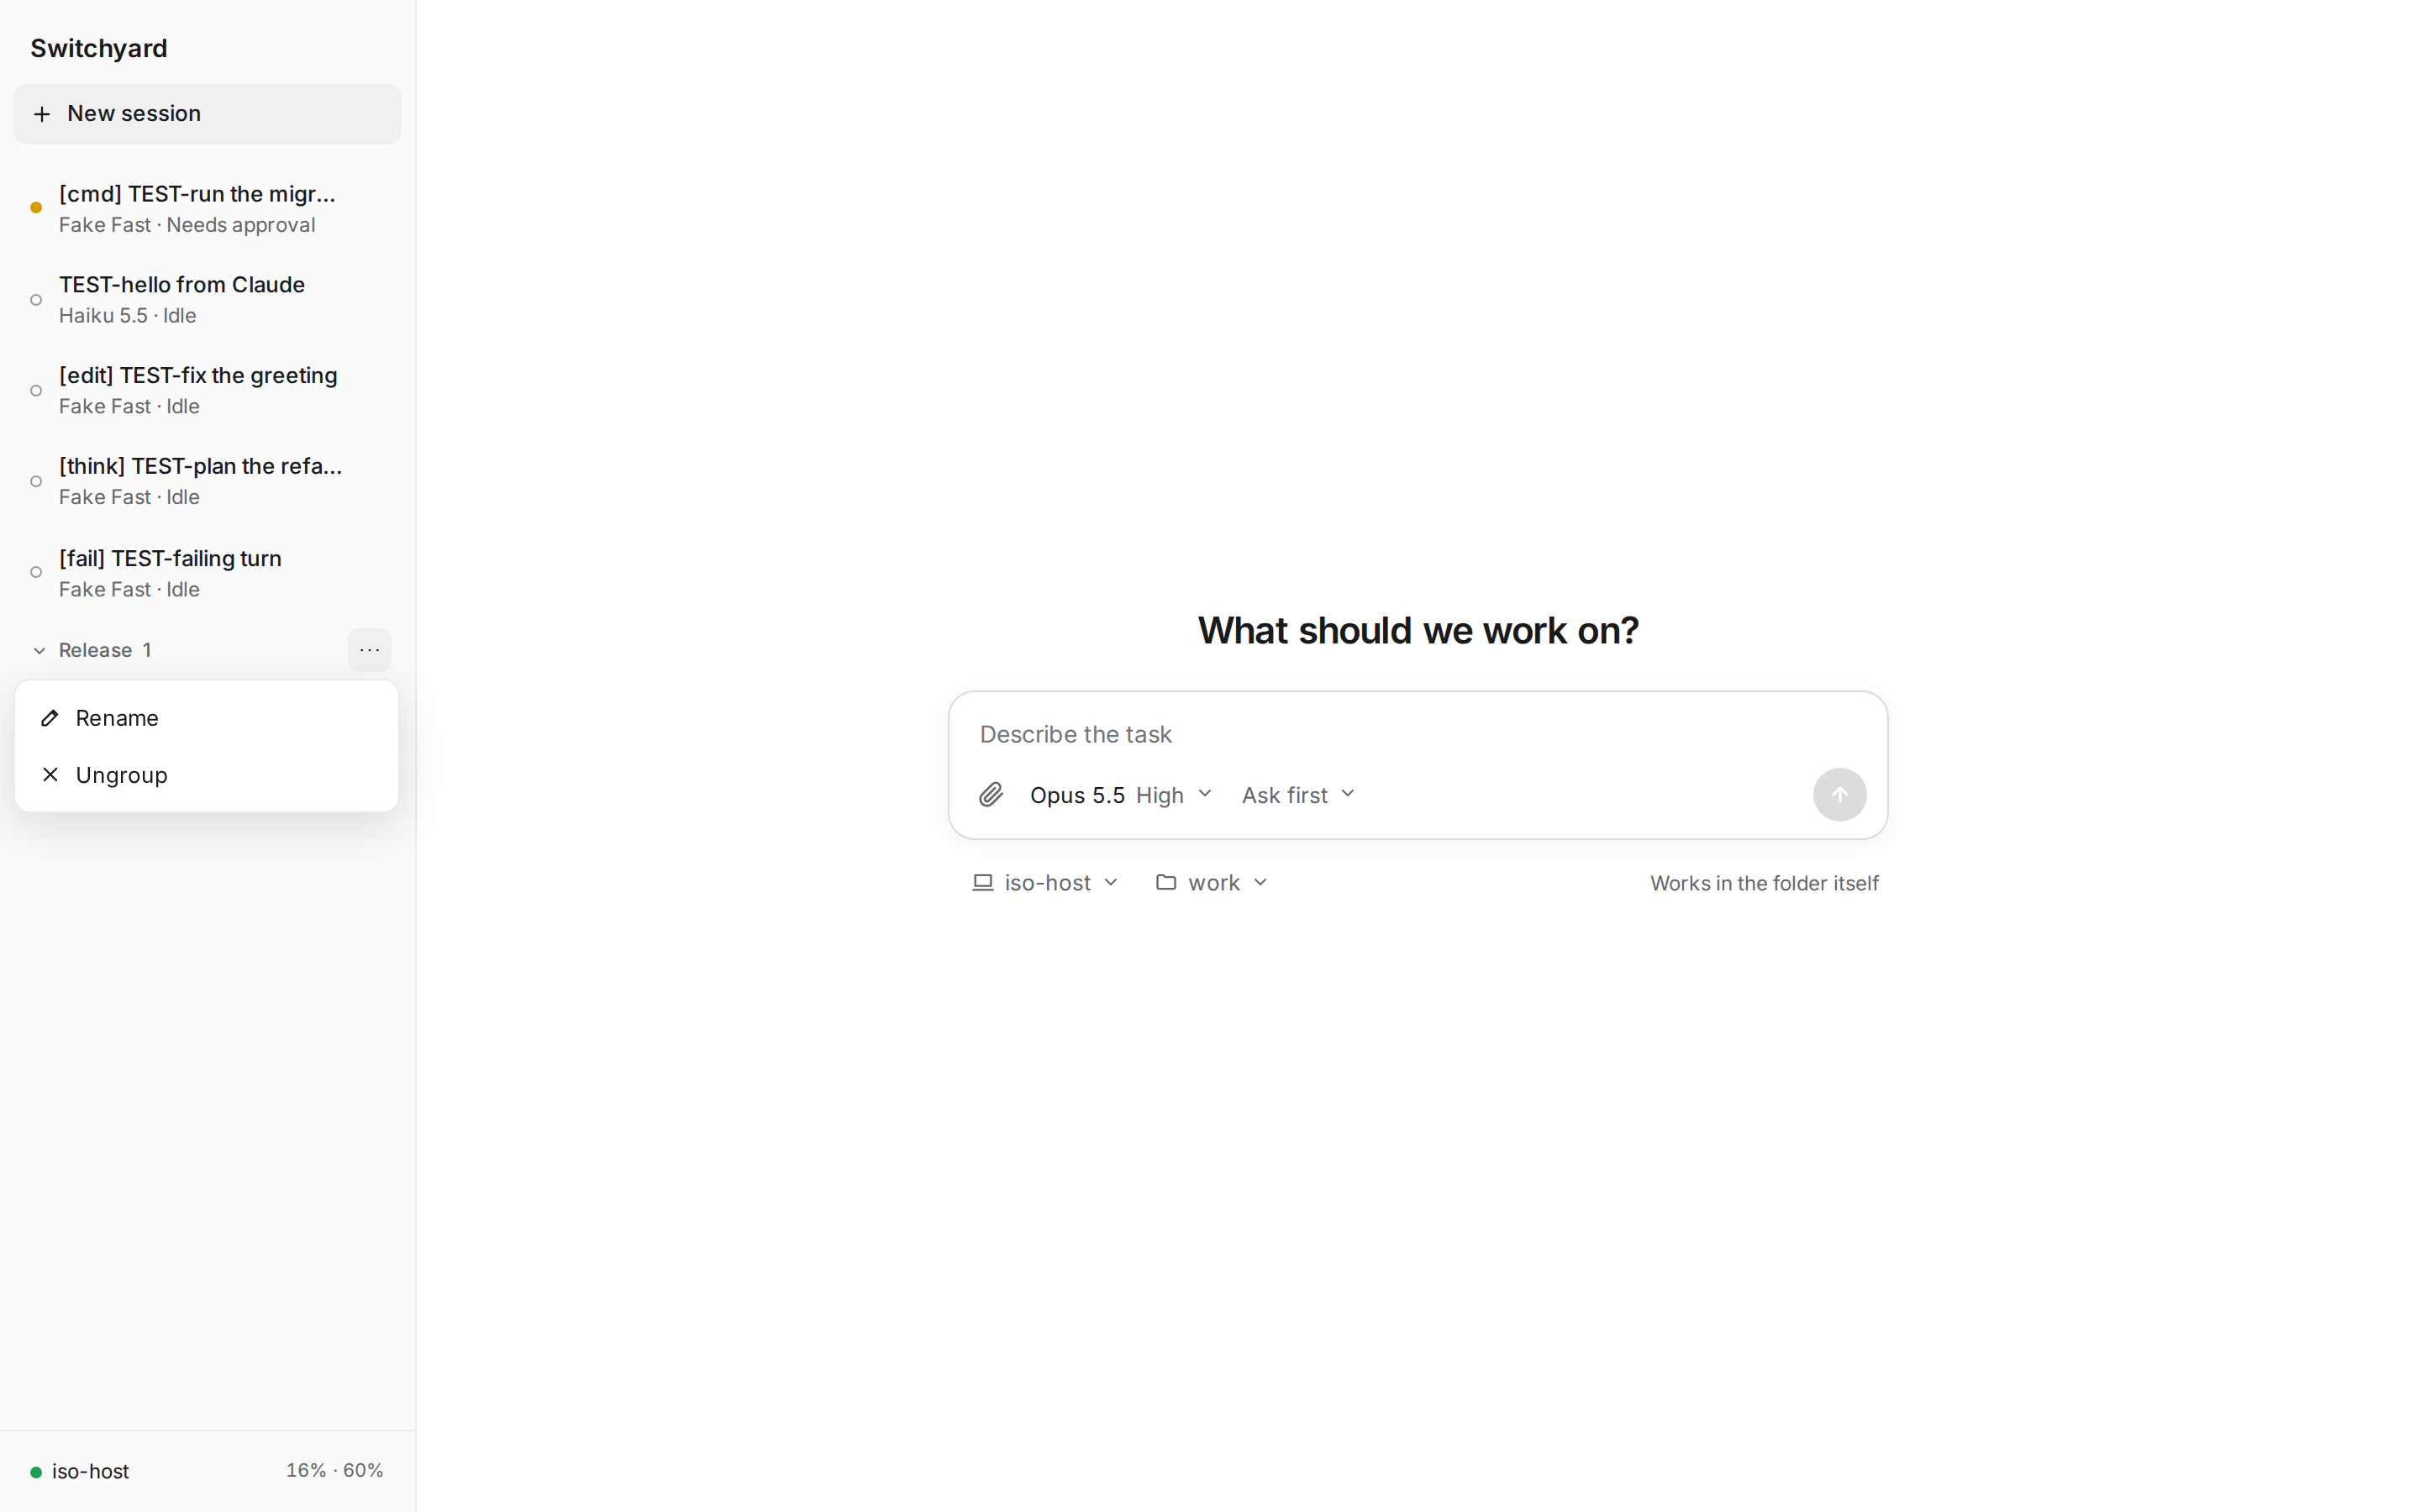 Switchyard
New session
[cmd] TEST-run the migr...
Fake Fast · Needs approval
TEST-hello from Claude
Haiku 5.5 · Idle
[edit] TEST-fix the greeting
Fake Fast · Idle
[think] TEST-plan the refa...
Fake Fast · Idle
[fail] TEST-failing turn
Fake Fast · Idle
Release 1
Rename
Ungroup
iso-host 16% · 60%
What should we work on?
Describe the task
Opus 5.5 High Ask first
iso-host work Works in the folder itself